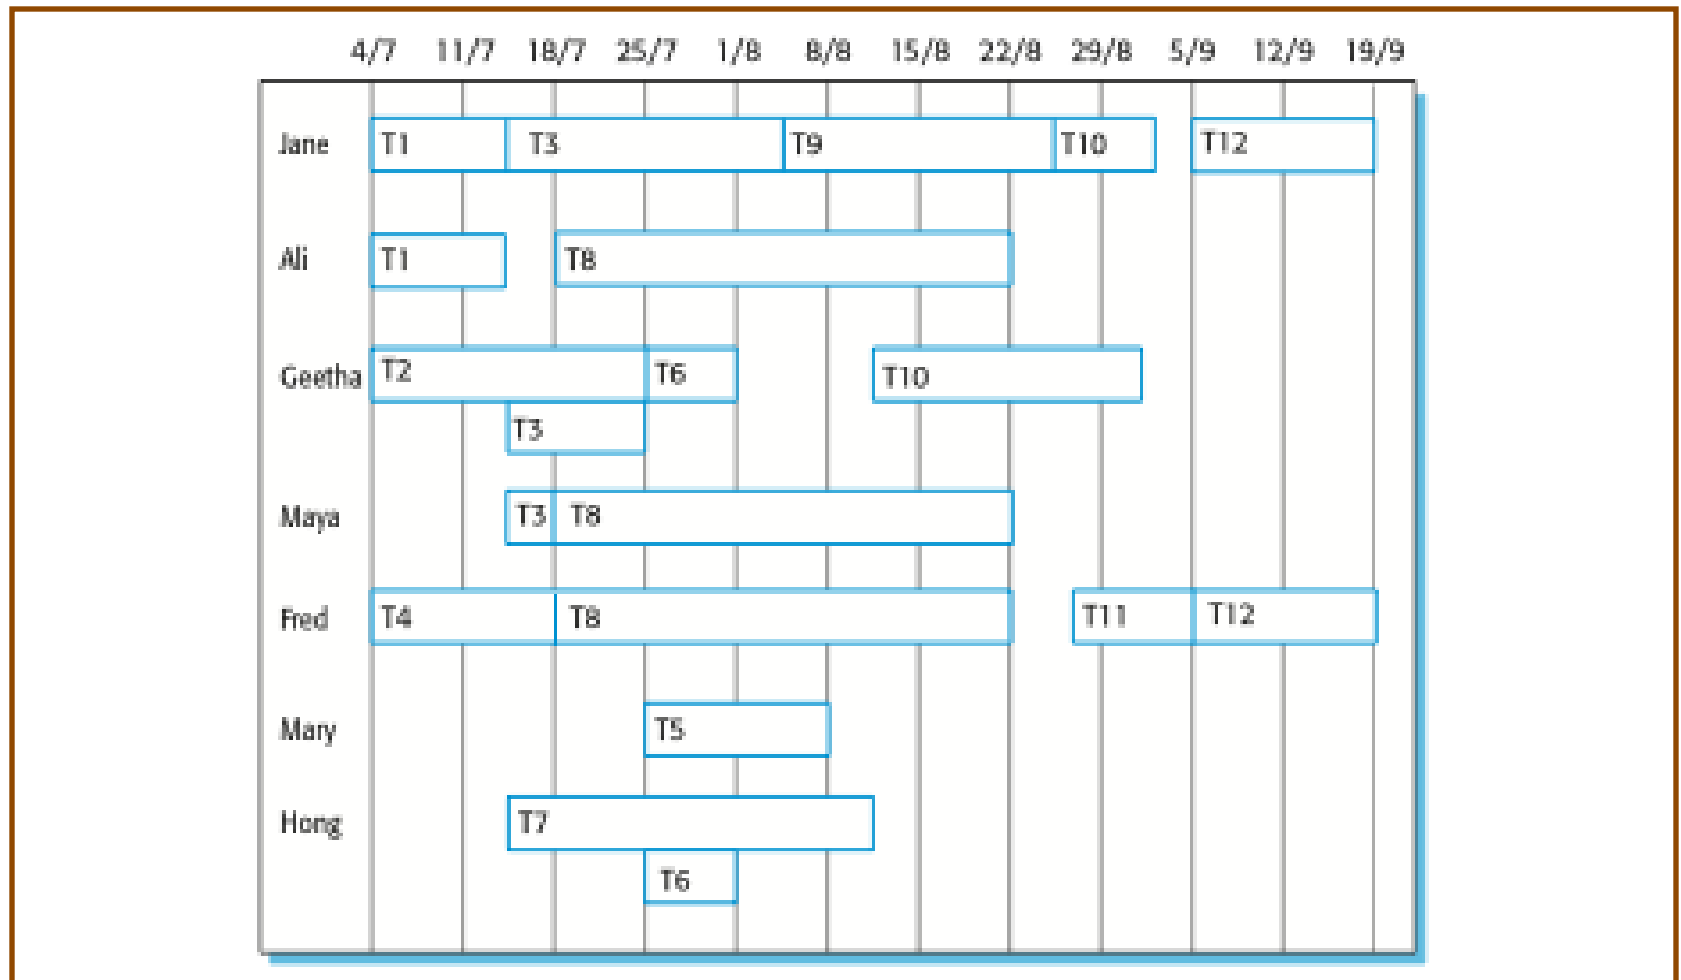 4/7 11/7 18/7 25/7 1/8 8/8 15/8 22/8 29/8 5/9 12/9 19/9
Jane T1 T3 T9 T10 T12
Ali T1 T8
Geetha T2 T6 T10
T3
Maya T3 T8
Fred T4 T8 T11 T12
Mary T5
Hong T7
T6